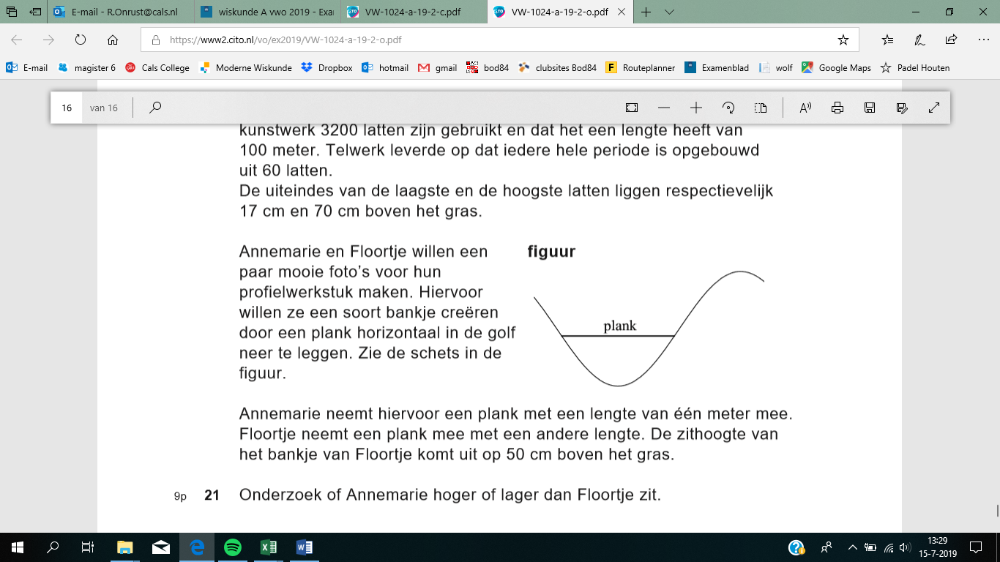 E-mail - R.Onrust@cals.nl
wiskunde A vwo 2019 - Exa
VW-1024-a-19-2-c.pdf
VW-1024-a-19-2-o.pdf
https://www2.cito.nl/vo/ex2019/VW-1024-a-19-2-o.pdf
E-mail
magister 6
Cals College
Moderne Wiskunde
Dropbox
hotmail
gmail
bod84
clubsites Bod84
Routeplanner
Examenblad
wolf
Google Maps
Padel Houten
16 van 16
kunstwerk 3200 latten zijn gebruikt en dat het een lengte heeft van
100 meter. Telwerk leverde op dat iedere hele periode is opgebouwd
uit 60 latten.
De uiteindes van de laagste en de hoogste latten liggen respectievelijk
17 cm en 70 cm boven het gras.
Annemarie en Floortje willen een
paar mooie foto's voor hun
profielwerkstuk maken. Hiervoor
willen ze een soort bankje creëren
door een plank horizontaal in de golf
neer te leggen. Zie de schets in de
figuur.
figuur
plank
Annemarie neemt hiervoor een plank met een lengte van één meter mee.
Floortje neemt een plank mee met een andere lengte. De zithoogte van
het bankje van Floortje komt uit op 50 cm boven het gras.
9p 21 Onderzoek of Annemarie hoger of lager dan Floortje zit.
13:29
15-7-2019